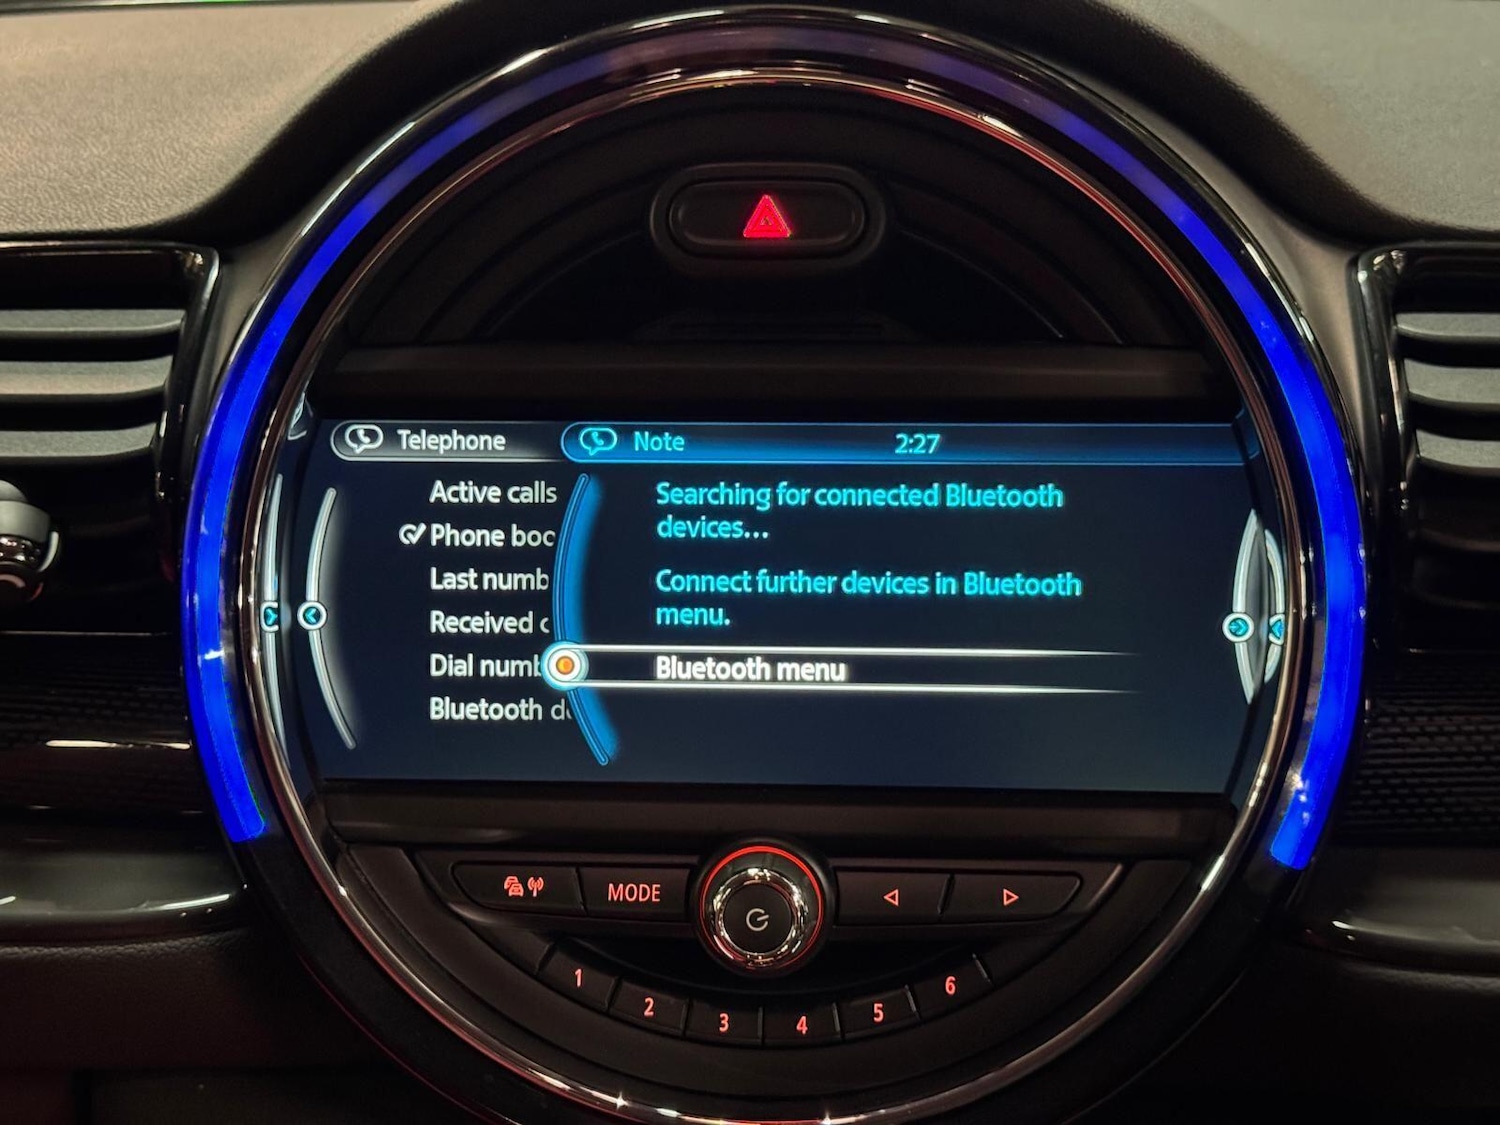 Telephone
Note
2:27
Active calls
Phone boo
Last numb
Received c
Dial numb
Bluetooth d
Searching for connected Bluetooth
devices...
Connect further devices in Bluetooth
menu.
Bluetooth menu
MODE
1
2
3
4
5
6